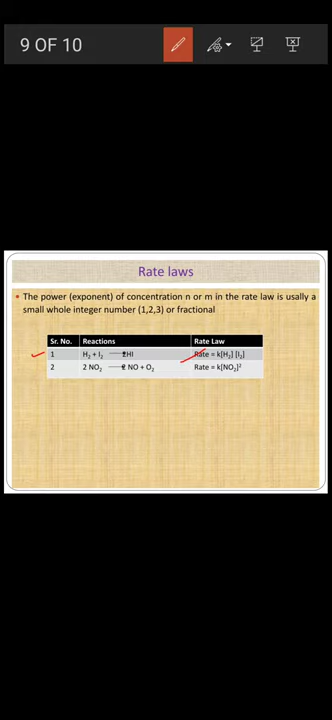 9 OF 10
Rate laws
• The power (exponent) of concentration n or m in the rate law is usally a
small whole integer number (1,2,3) or fractional
Sr. No. Reactions Rate Law
1 H₂ + I₂ 2HI Rate = k[H₂] [I₂]
2 2 NO₂ 2 NO + O₂ Rate = k[NO₂]²